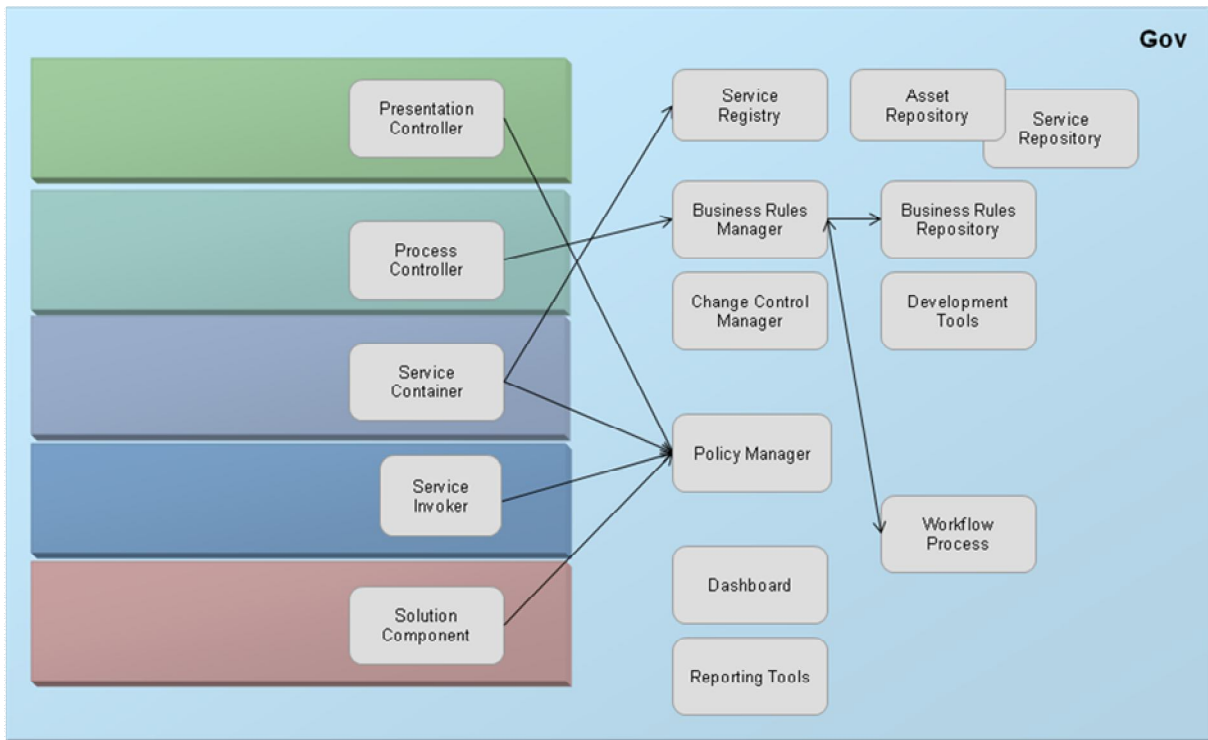 Gov
Presentation
Controller
Service
Registry
Asset
Repository
Service
Repository
Process
Controller
Business Rules
Manager
Business Rules
Repository
Change Control
Manager
Development
Tools
Service
Container
Policy Manager
Service
Invoker
Workflow
Process
Dashboard
Solution
Component
Reporting Tools